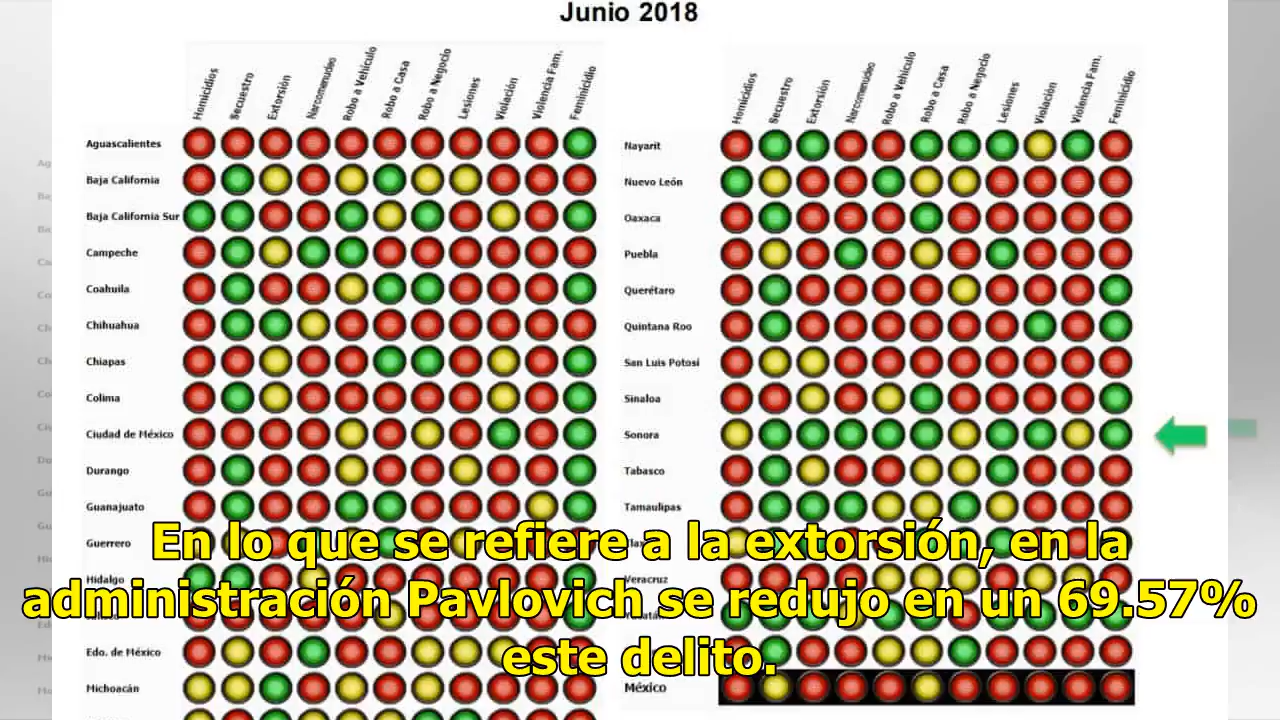 Junio 2018
Homicidios
Secuestro
Extorsión
Narcomenudeo
Robo a Vehículo
Robo a Casa
Robo a Negocio
Lesiones
Violación
Violencia Fam.
Feminicidio
Aguascalientes
Baja California
Baja California Sur
Campeche
Coahuila
Chihuahua
Chiapas
Colima
Ciudad de México
Durango
Guanajuato
Guerrero
Hidalgo
Edo. de México
Michoacán
Homicidios
Secuestro
Extorsión
Narcomenudeo
Robo a Vehículo
Robo a Casa
Robo a Negocio
Lesiones
Violación
Violencia Fam.
Feminicidio
Nayarit
Nuevo León
Oaxaca
Puebla
Querétaro
Quintana Roo
San Luis Potosí
Sinaloa
Sonora
Tabasco
Tamaulipas
Veracruz
México
En lo que se refiere a la extorsión, en la
administración Pavlovich se redujo en un 69.57%
este delito.